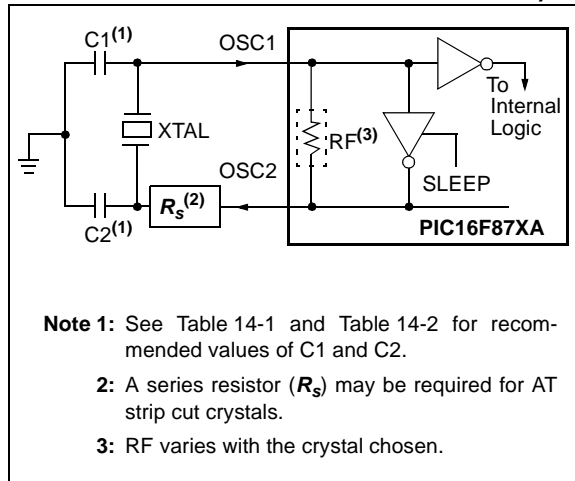 C1(1)
OSC1
To
Internal
Logic
XTAL
RF(3)
OSC2
SLEEP
Rs(2)
C2(1)
PIC16F87XA
Note 1: See Table 14-1 and Table 14-2 for recom-
mended values of C1 and C2.
2: A series resistor (Rs) may be required for AT
strip cut crystals.
3: RF varies with the crystal chosen.